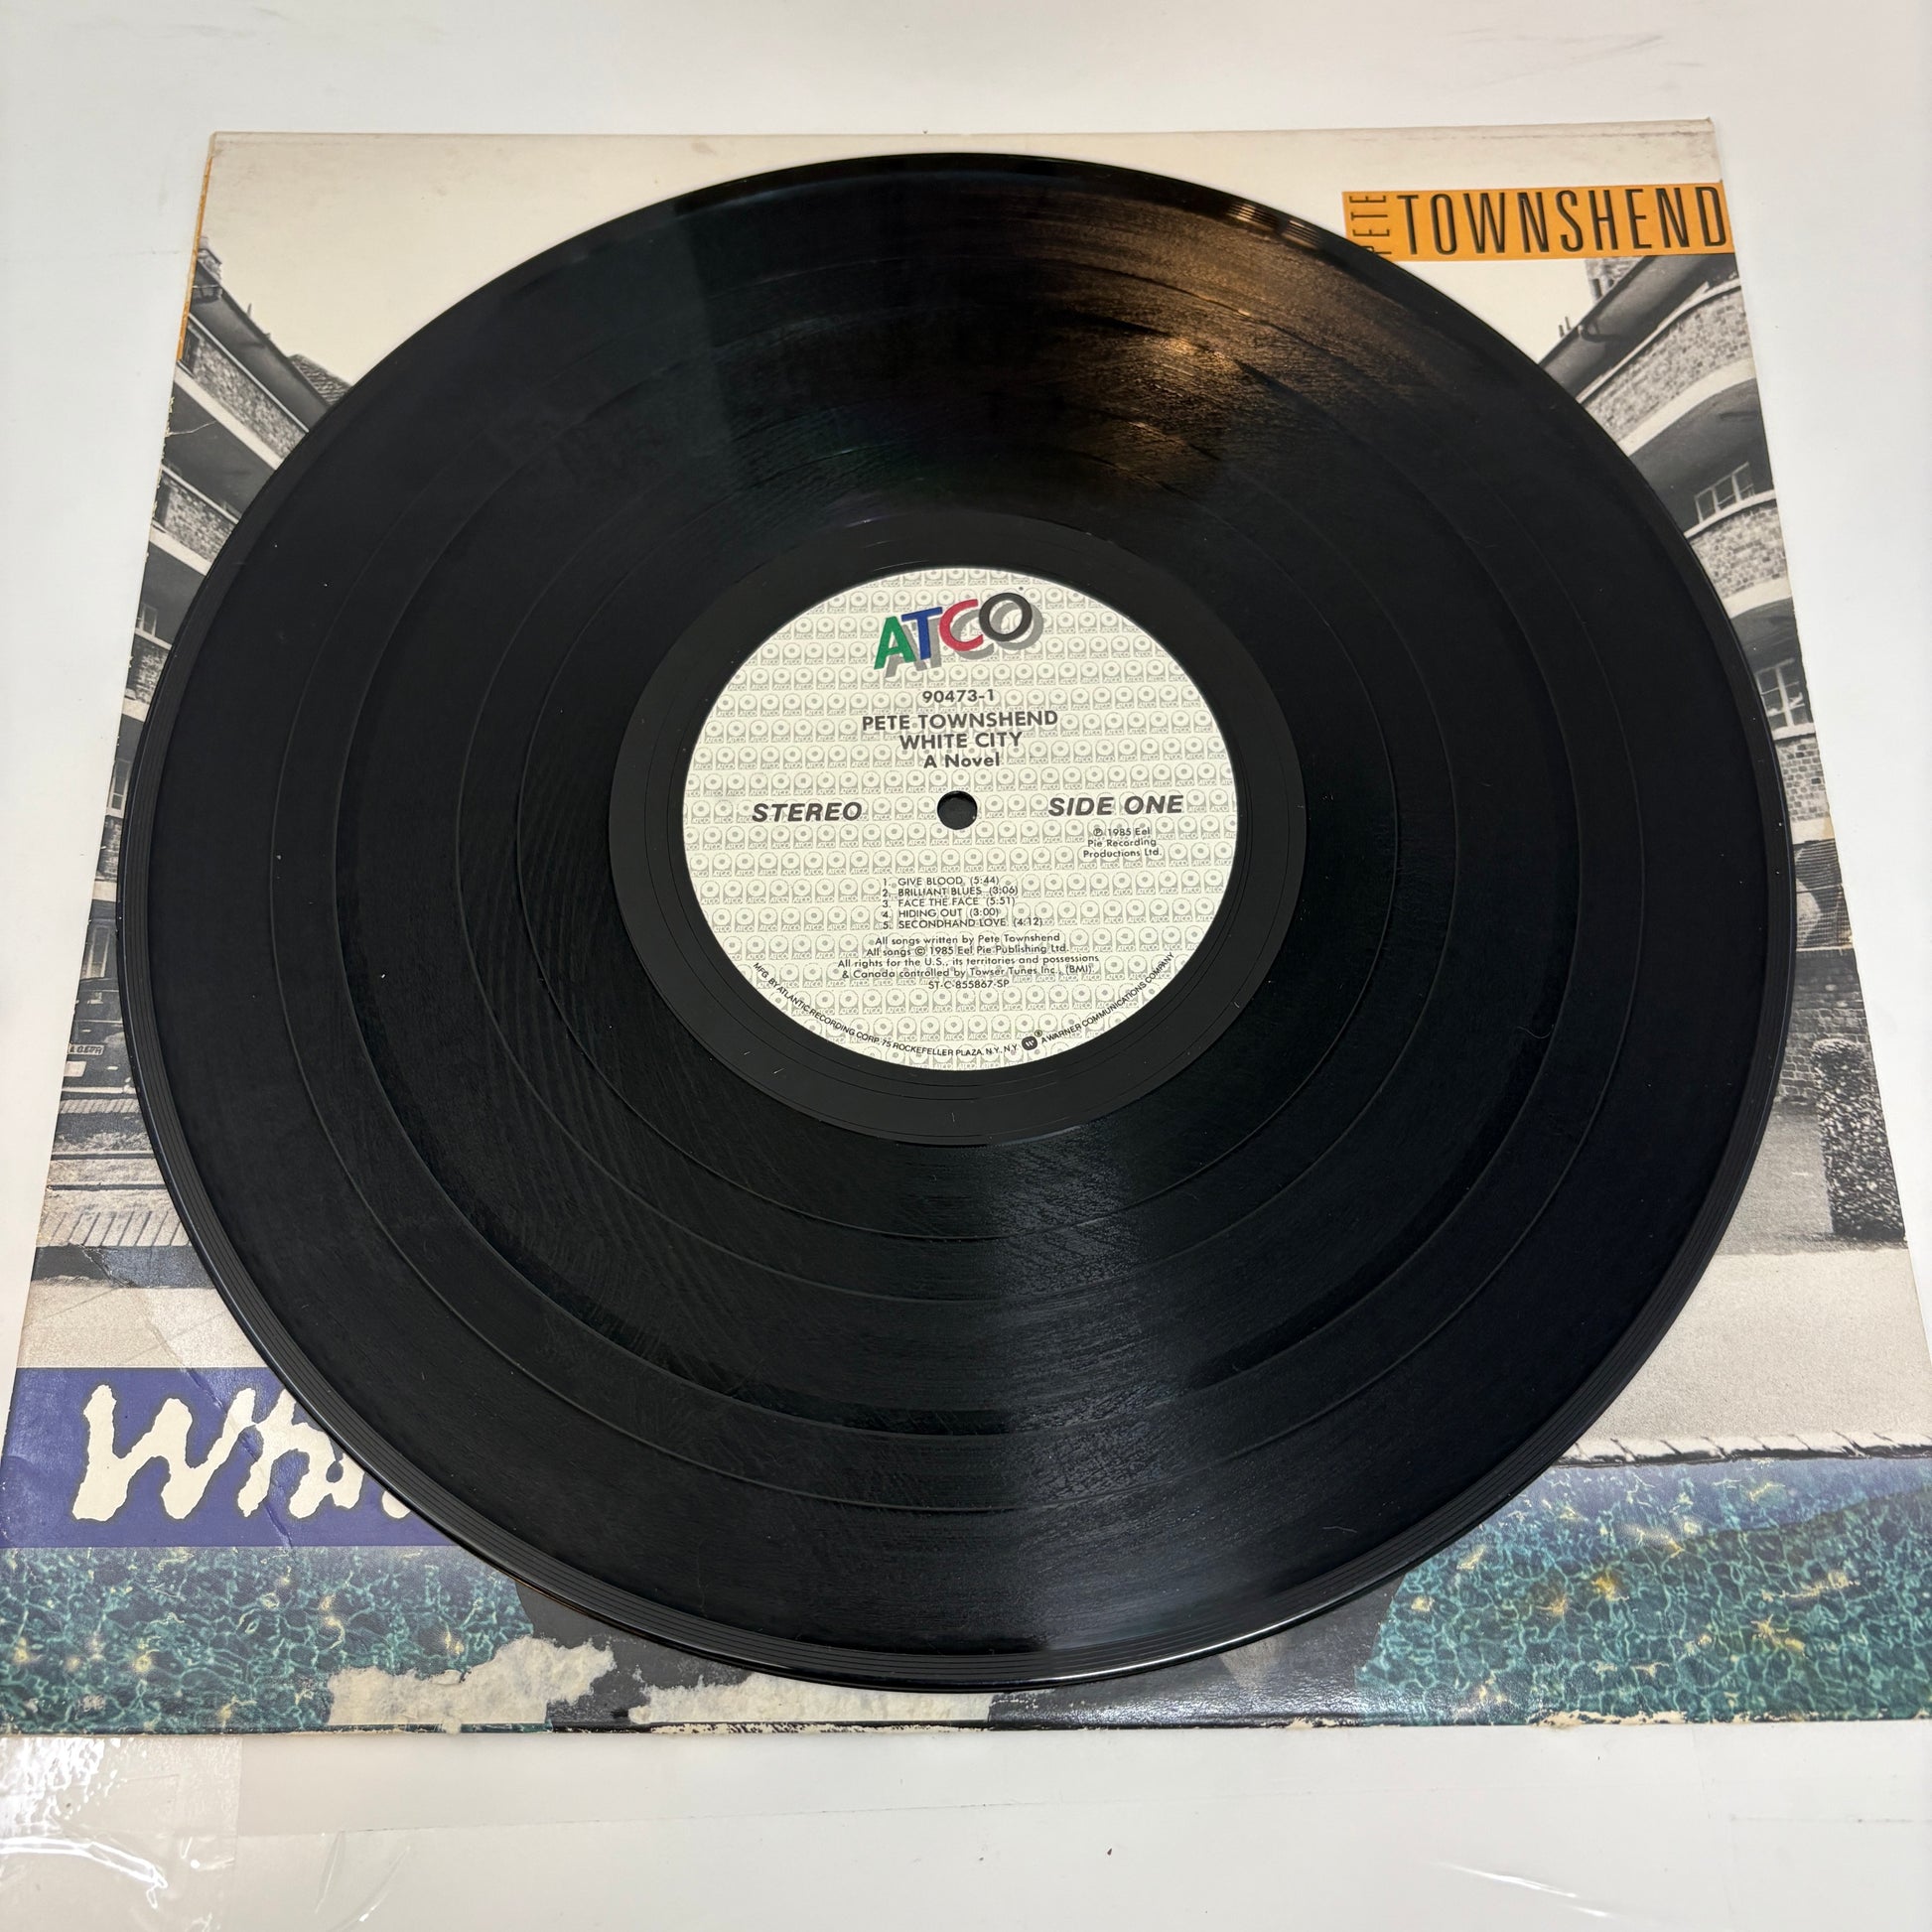 PETE TOWNSHEND
ATCO
90473-1
PETE TOWNSHEND
WHITE CITY
A Novel
STEREO
SIDE ONE
℗ 1985 Eel
Pie Recording
Productions Ltd.
1. GIVE BLOOD (5:44)
2. BRILLIANT BLUES (3:06)
3. FACE THE FACE (5:51)
4. HIDING OUT (3:00)
5. SECONDHAND LOVE (4:12)
All songs written by Pete Townshend
All songs © 1985 Eel Pie Publishing Ltd.
All rights for the U.S., its territories and possessions
& Canada controlled by Towser Tunes Inc., (BMI)
ST-C-855867-SP
MFG. BY ATLANTIC RECORDING CORP., 75 ROCKEFELLER PLAZA, N.Y., N.Y. W ® A WARNER COMMUNICATIONS COMPANY
Whi